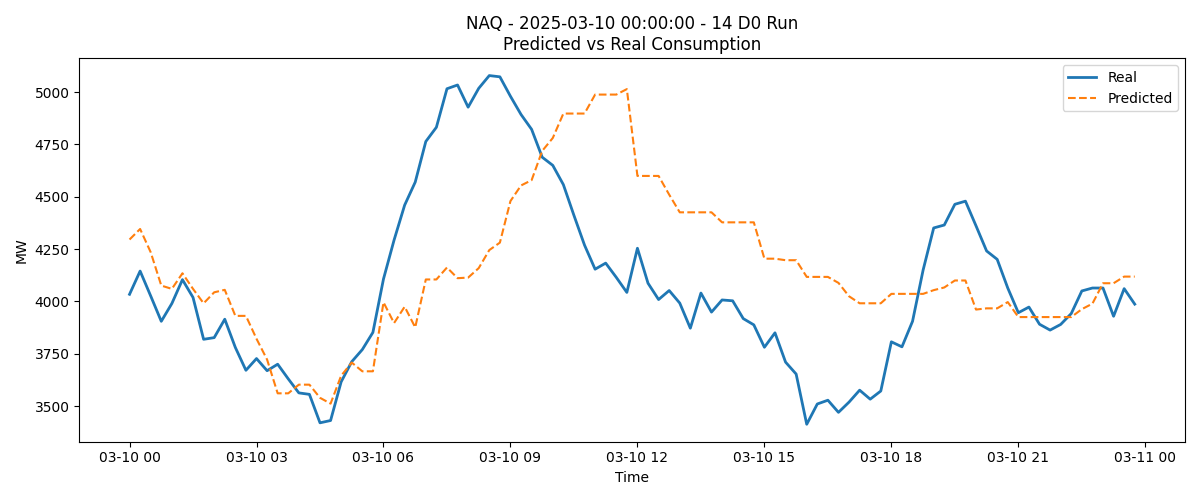 NAQ - 2025-03-10 00:00:00 - 14 D0 Run
Predicted vs Real Consumption
Real
Predicted
MW
5000
4750
4500
4250
4000
3750
3500
03-10 00
03-10 03
03-10 06
03-10 09
03-10 12
03-10 15
03-10 18
03-10 21
03-11 00
Time